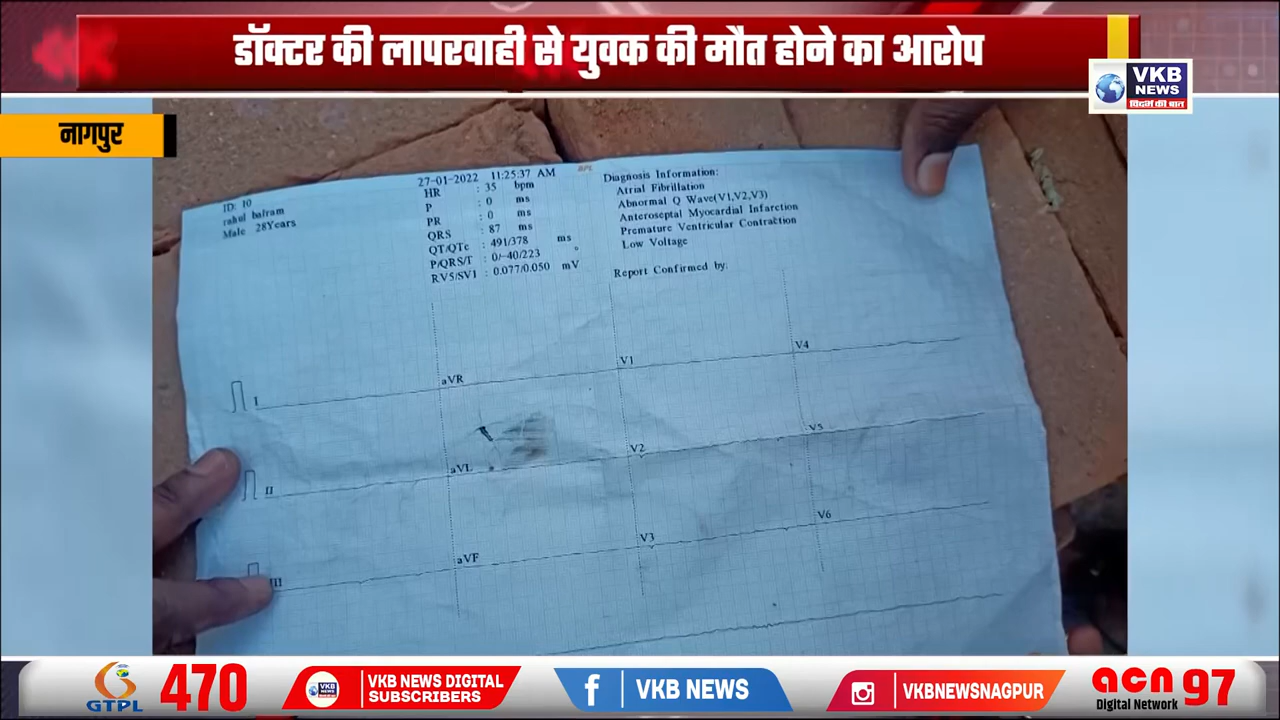 डॉक्टर की लापरवाही से युवक की मौत होने का आरोप
VKB
NEWS
विदर्भ की बात
नागपुर
ID: 10
rahul balram
Male 28Years
27-01-2022 11:25:37 AM
HR : 35 bpm
P : 0 ms
PR : 0 ms
QRS : 87 ms
QT/QTc : 491/378 ms
P/QRS/T : 0/-40/223 °
RV5/SV1 : 0.077/0.050 mV
BPL
Diagnosis Information:
Atrial Fibrillation
Abnormal Q Wave(V1,V2,V3)
Anteroseptal Myocardial Infarction
Premature Ventricular Contraction
Low Voltage
Report Confirmed by:
I
aVR
V1
V4
II
aVL
V2
V5
III
aVF
V3
V6
GTPL
470
VKB NEWS DIGITAL
SUBSCRIBERS
f
VKB NEWS
VKBNEWSNAGPUR
acn 97
Digital Network